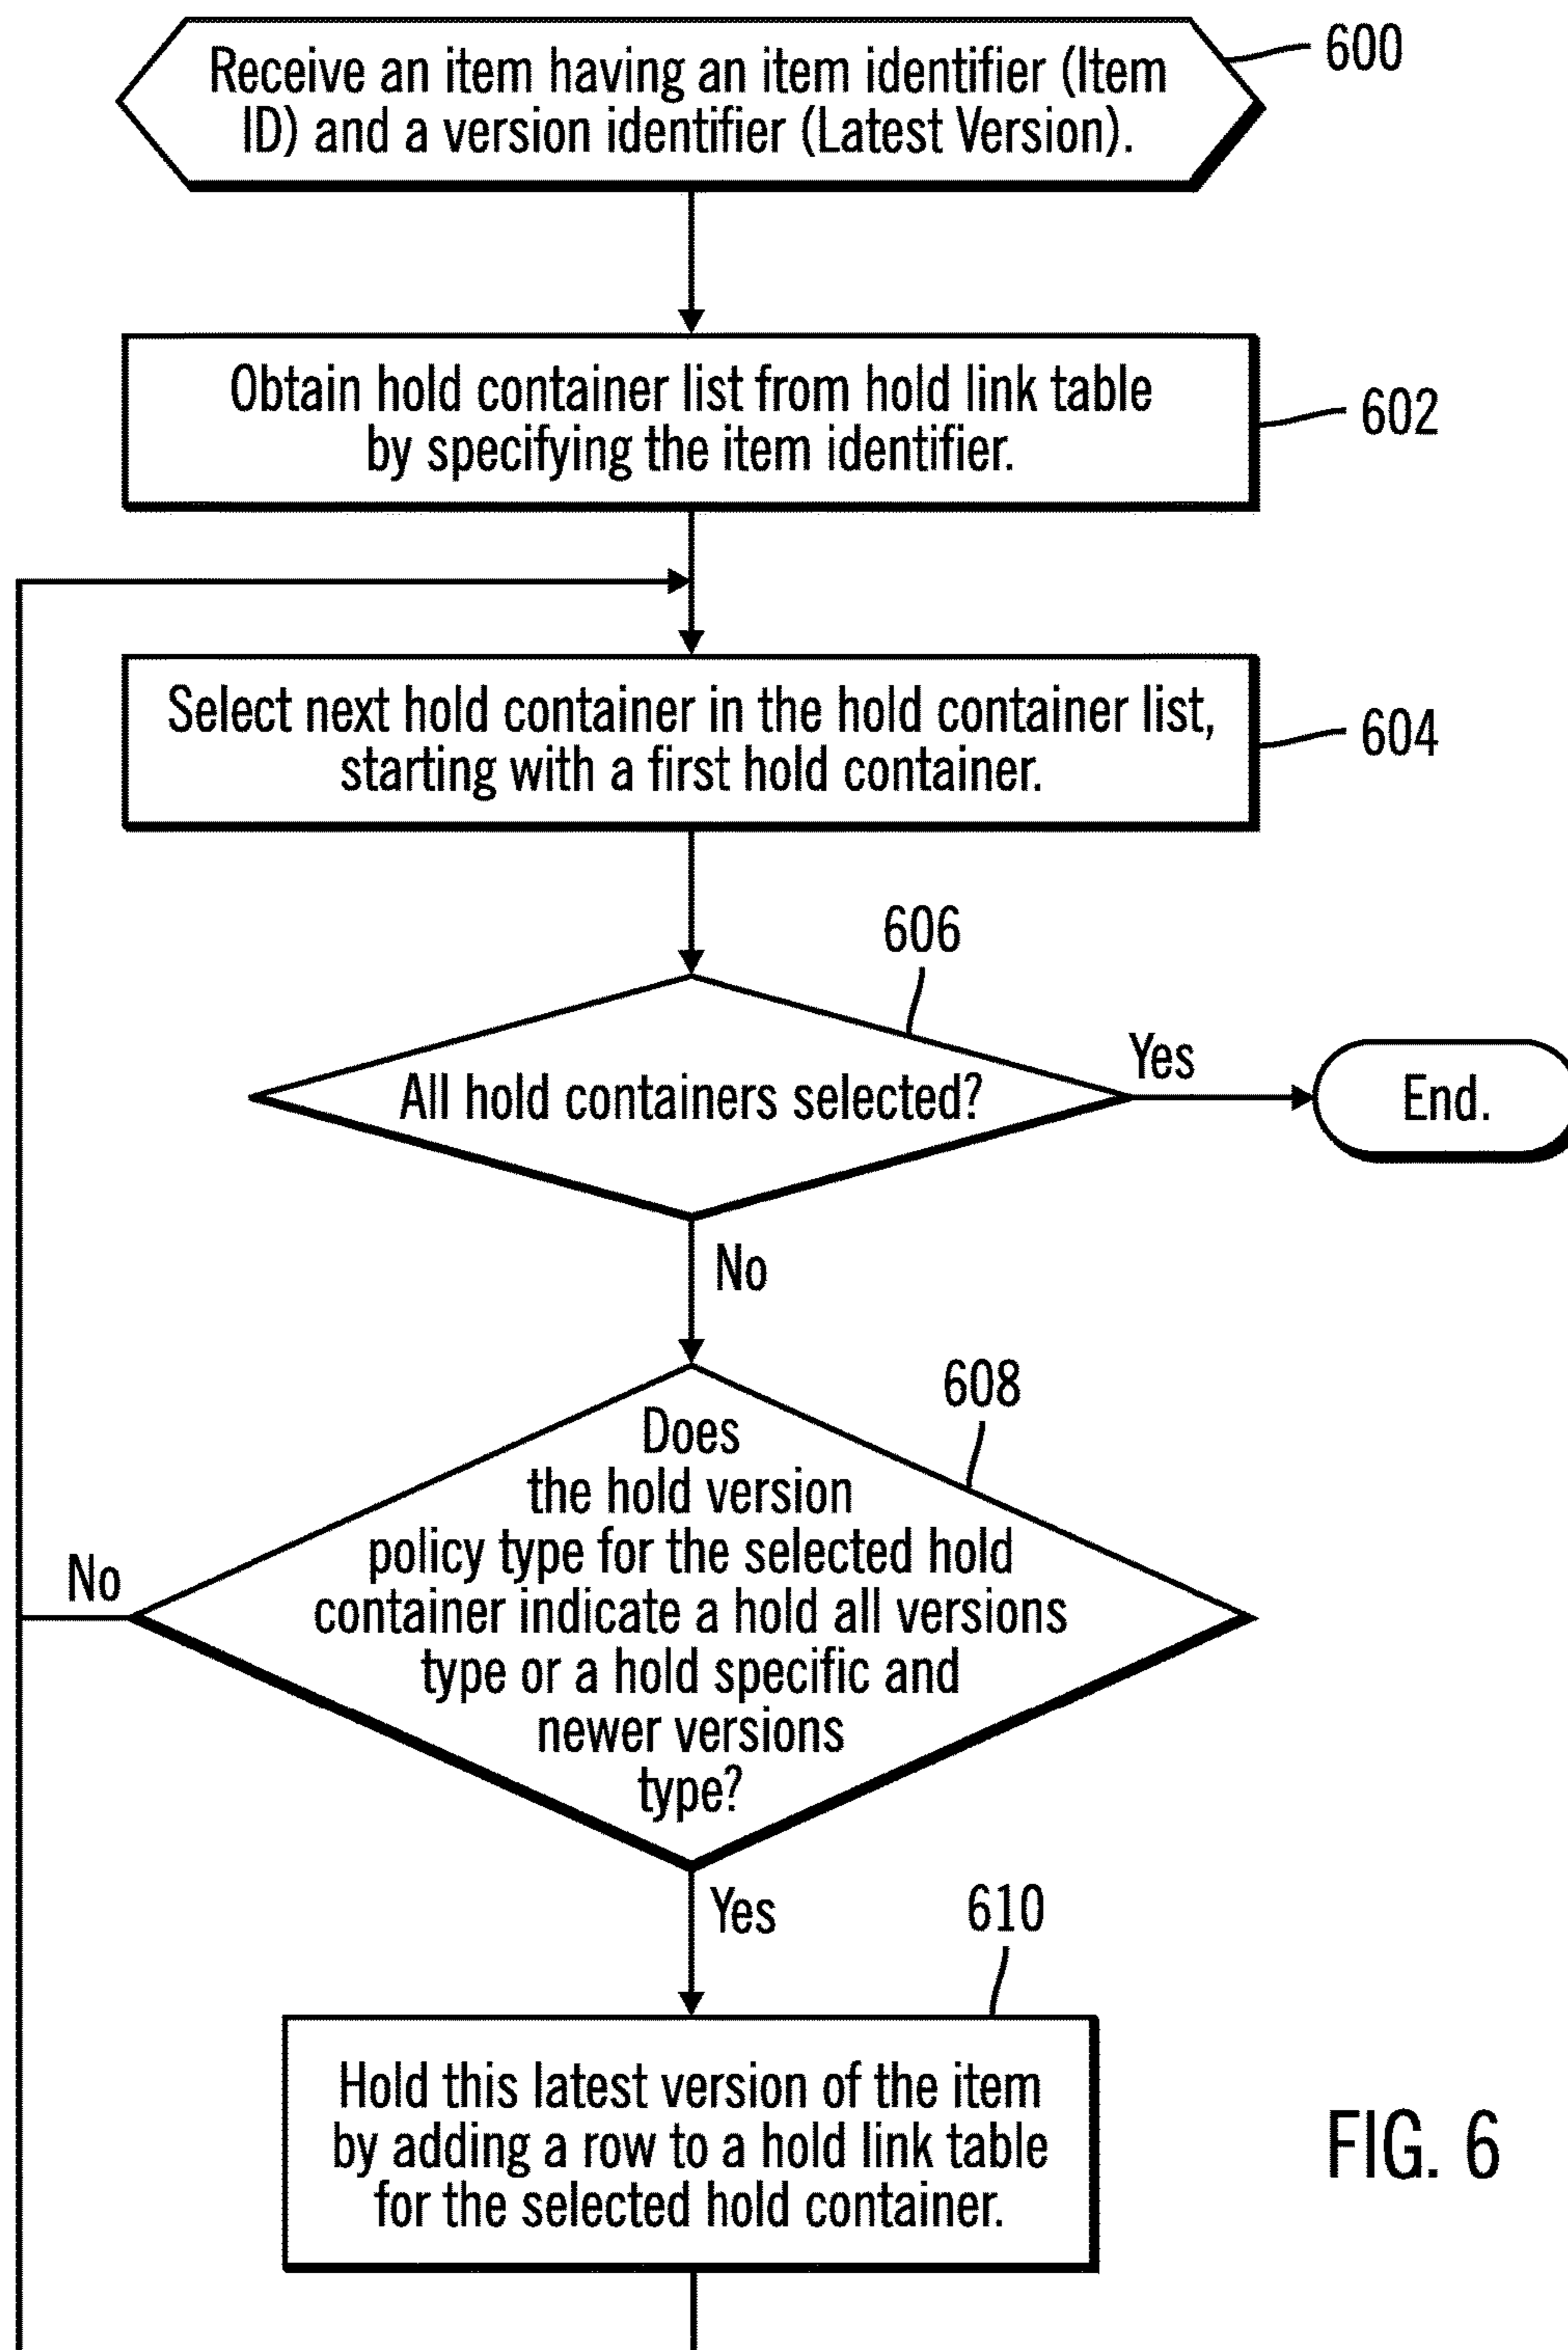 Receive an item having an item identifier (Item
ID) and a version identifier (Latest Version).
600
Obtain hold container list from hold link table
by specifying the item identifier.
602
Select next hold container in the hold container list,
starting with a first hold container.
604
606
All hold containers selected?
Yes
End.
No
608
Does
the hold version
policy type for the selected hold
container indicate a hold all versions
type or a hold specific and
newer versions
type?
No
Yes
610
Hold this latest version of the item
by adding a row to a hold link table
for the selected hold container.
FIG. 6